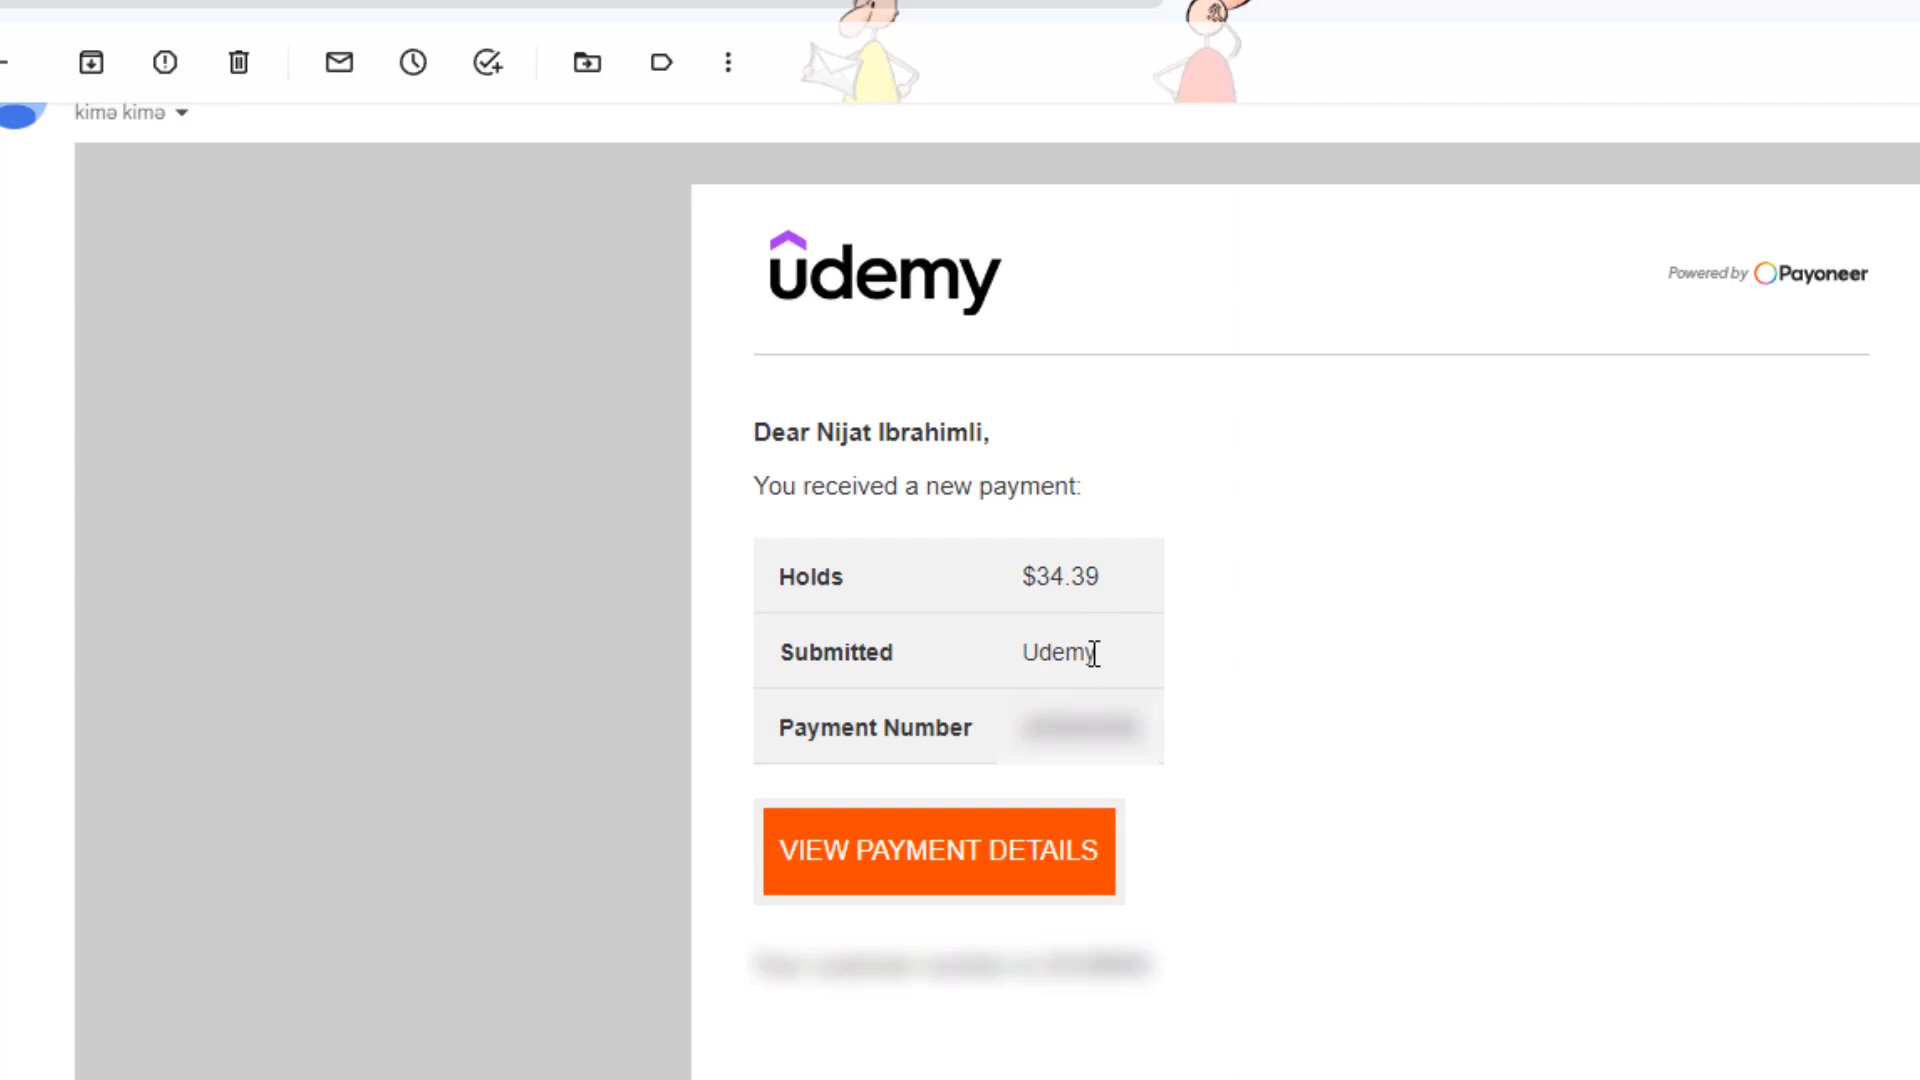 kimə kimə
udemy
Powered by Payoneer
Dear Nijat Ibrahimli,
You received a new payment:
Holds $34.39
Submitted Udemy
Payment Number
VIEW PAYMENT DETAILS